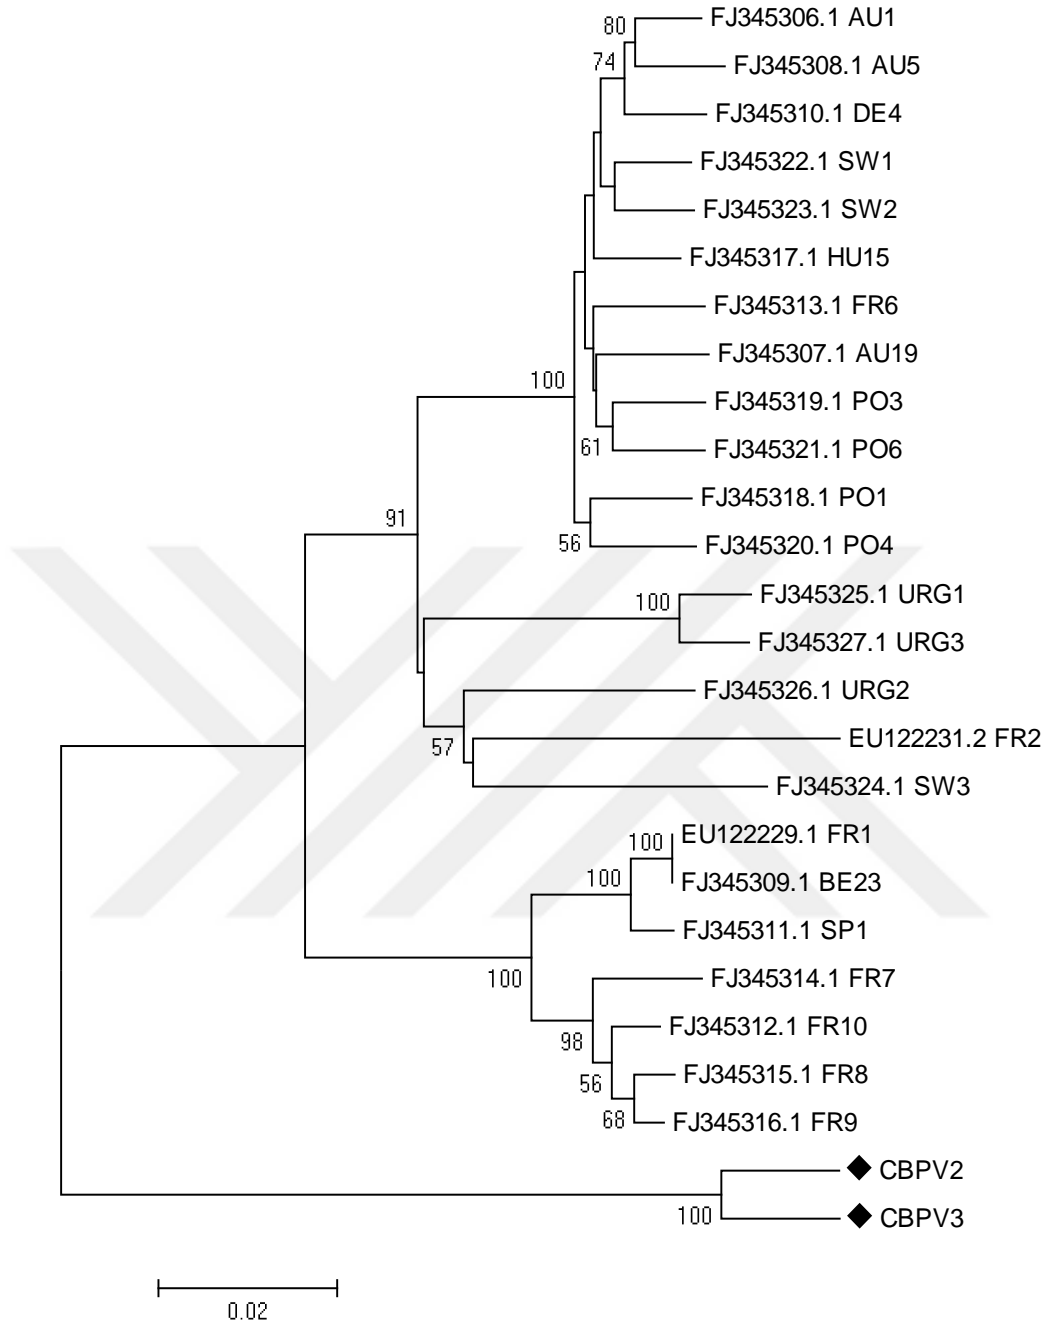 80
FJ345306.1 AU1
74
FJ345308.1 AU5
FJ345310.1 DE4
FJ345322.1 SW1
FJ345323.1 SW2
FJ345317.1 HU15
FJ345313.1 FR6
FJ345307.1 AU19
100
FJ345319.1 PO3
61
FJ345321.1 PO6
FJ345318.1 PO1
91
56
FJ345320.1 PO4
100
FJ345325.1 URG1
FJ345327.1 URG3
FJ345326.1 URG2
57
EU122231.2 FR2
FJ345324.1 SW3
100
EU122229.1 FR1
100
FJ345309.1 BE23
FJ345311.1 SP1
100
FJ345314.1 FR7
98
FJ345312.1 FR10
56
FJ345315.1 FR8
68
FJ345316.1 FR9
CBPV2
100
CBPV3
0.02